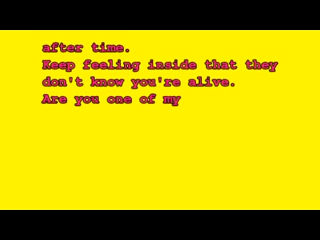 after time.
Keep feeling inside that they
don't know you're alive.
Are you one of my